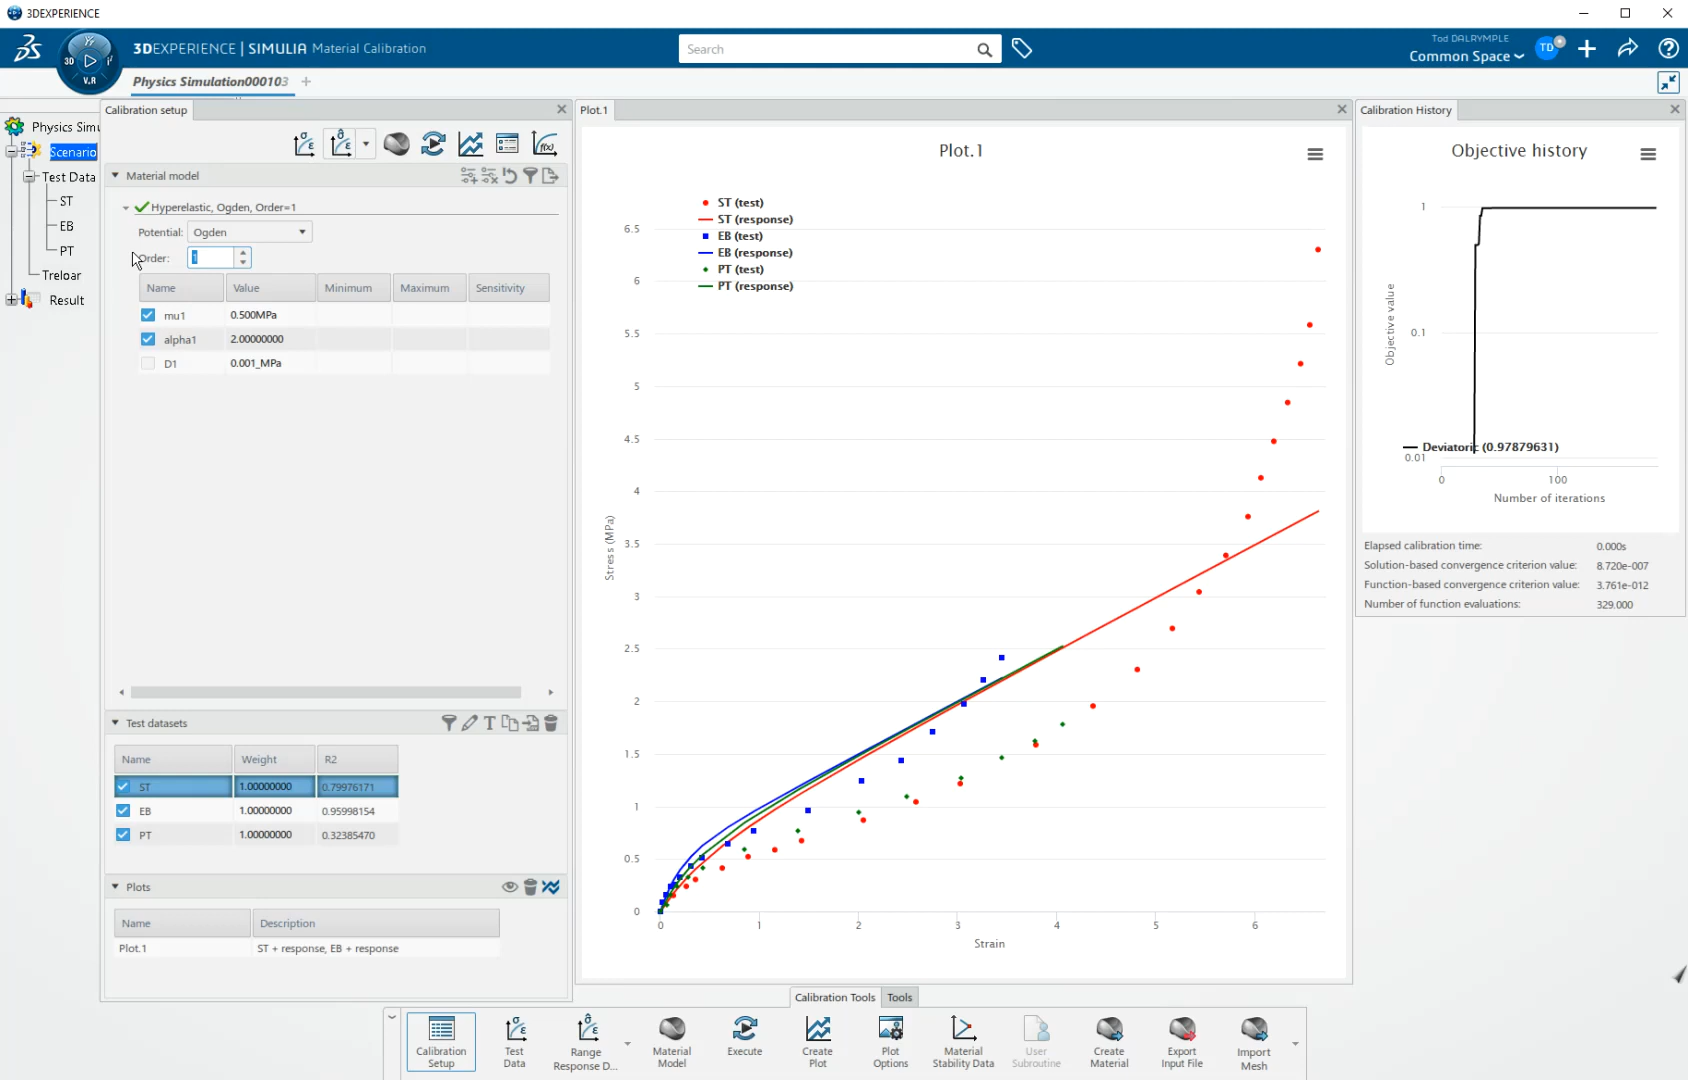 3DEXPERIENCE
3DEXPERIENCE | SIMULIA Material Calibration
Search
Tod DALRYMPLE
Common Space
TD
3D
V.R
Physics Simulation000103
Calibration setup
Plot.1
Calibration History
Physics Simu
Scenario
Test Data
ST
EB
PT
Treloar
Result
Material model
Hyperelastic, Ogden, Order=1
Potential: Ogden
Order: 1
Name Value Minimum Maximum Sensitivity
mu1 0.500MPa
alpha1 2.00000000
D1 0.001_MPa
Test datasets
Name Weight R2
ST 1.00000000 0.79976171
EB 1.00000000 0.95998154
PT 1.00000000 0.32385470
Plots
Name Description
Plot.1 ST + response, EB + response
Plot.1
ST (test)
ST (response)
EB (test)
EB (response)
PT (test)
PT (response)
6.5
6
5.5
5
4.5
4
3.5
3
2.5
2
1.5
1
0.5
0
Stress (MPa)
0 1 2 3 4 5 6
Strain
Objective history
1
0.1
0.01
Objective value
Deviatoric (0.97879631)
0 100
Number of iterations
Elapsed calibration time: 0.000s
Solution-based convergence criterion value: 8.720e-007
Function-based convergence criterion value: 3.761e-012
Number of function evaluations: 329.000
Calibration Tools Tools
Calibration Setup
Test Data
Range Response D...
Material Model
Execute
Create Plot
Plot Options
Material Stability Data
User Subroutine
Create Material
Export Input File
Import Mesh